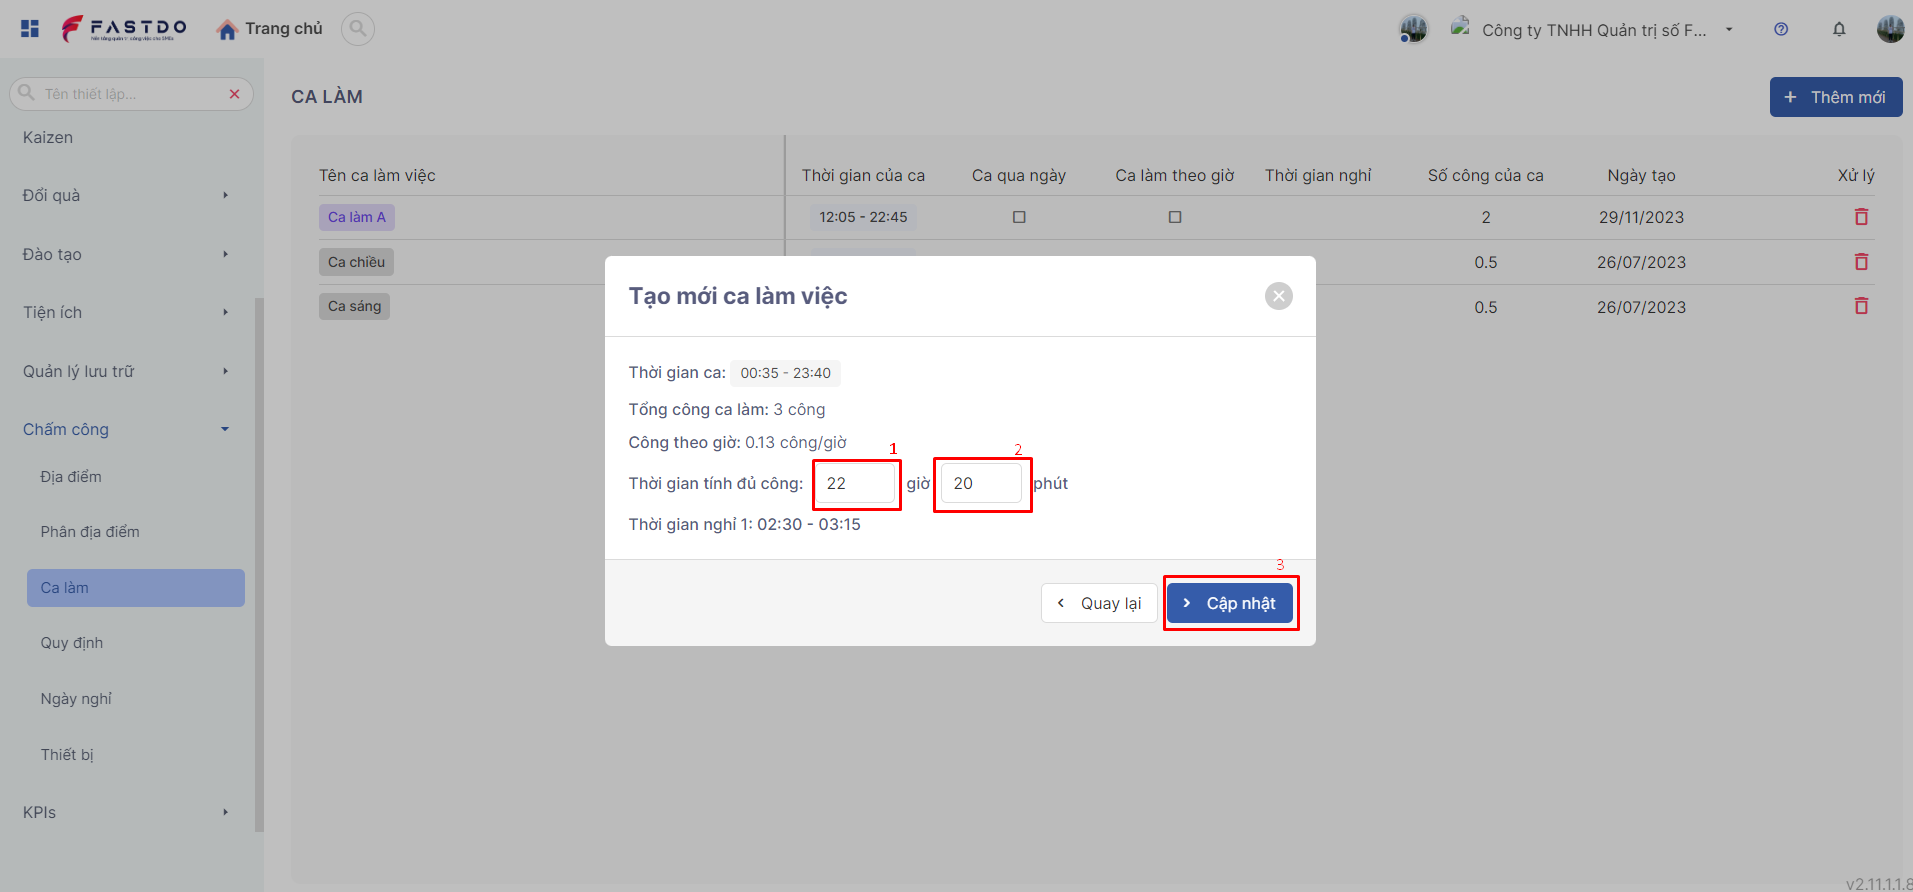 FASTDO
Trang chủ
Công ty TNHH Quản trị số F...
Tên thiết lập...
Kaizen
Đổi quà
Đào tạo
Tiện ích
Quản lý lưu trữ
Chấm công
Địa điểm
Phân địa điểm
Ca làm
Quy định
Ngày nghỉ
Thiết bị
KPIs
CA LÀM
+ Thêm mới
Tên ca làm việc Thời gian của ca Ca qua ngày Ca làm theo giờ Thời gian nghỉ Số công của ca Ngày tạo Xử lý
Ca làm A 12:05 - 22:45 2 29/11/2023
Ca chiều 0.5 26/07/2023
Ca sáng 0.5 26/07/2023
Tạo mới ca làm việc
Thời gian ca: 00:35 - 23:40
Tổng công ca làm: 3 công
Công theo giờ: 0.13 công/giờ
1
2
Thời gian tính đủ công: 22 giờ 20 phút
Thời gian nghỉ 1: 02:30 - 03:15
3
Quay lại
Cập nhật
v2.11.1.1.8